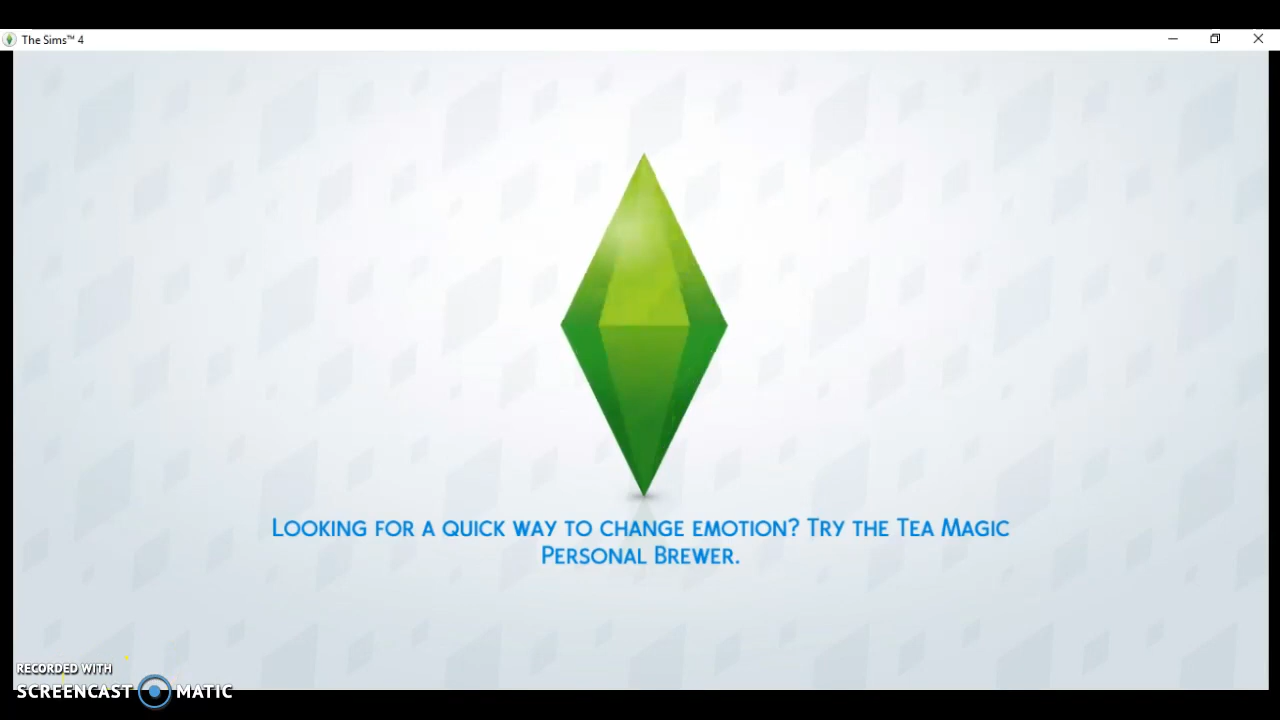 The Sims™ 4
LOOKING FOR A QUICK WAY TO CHANGE EMOTION? TRY THE TEA MAGIC
PERSONAL BREWER.
RECORDED WITH
SCREENCAST MATIC